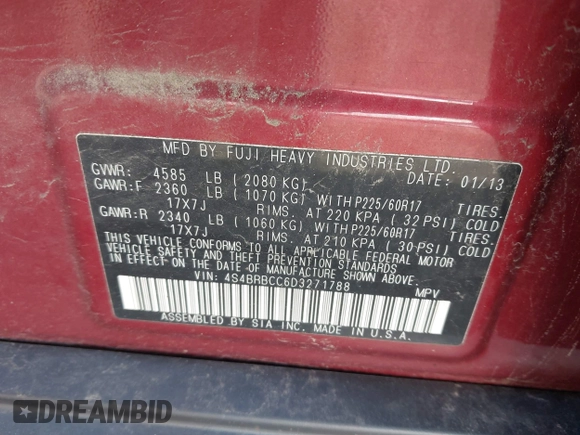 MFD BY FUJI HEAVY INDUSTRIES LTD. DATE: 01/13
GVWR: 4585 LB ( 2080 KG)
GAWR:F 2360 LB ( 1070 KG) WITH P225/60R17 TIRES.
17X7J RIMS. AT 220 KPA ( 32 PSI) COLD
GAWR:R 2340 LB ( 1060 KG) WITH P225/60R17 TIRES.
17X7J RIMS. AT 210 KPA ( 30 PSI) COLD
THIS VEHICLE CONFORMS TO ALL APPLICABLE FEDERAL MOTOR
VEHICLE SAFETY AND THEFT PREVENTION STANDARDS
IN EFFECT ON THE DATE OF MANUFACTURE SHOWN ABOVE.
VIN: 4S4BRBCC6D3271788 MPV
ASSEMBLED BY SIA INC. MADE IN U.S.A.
DREAMBID